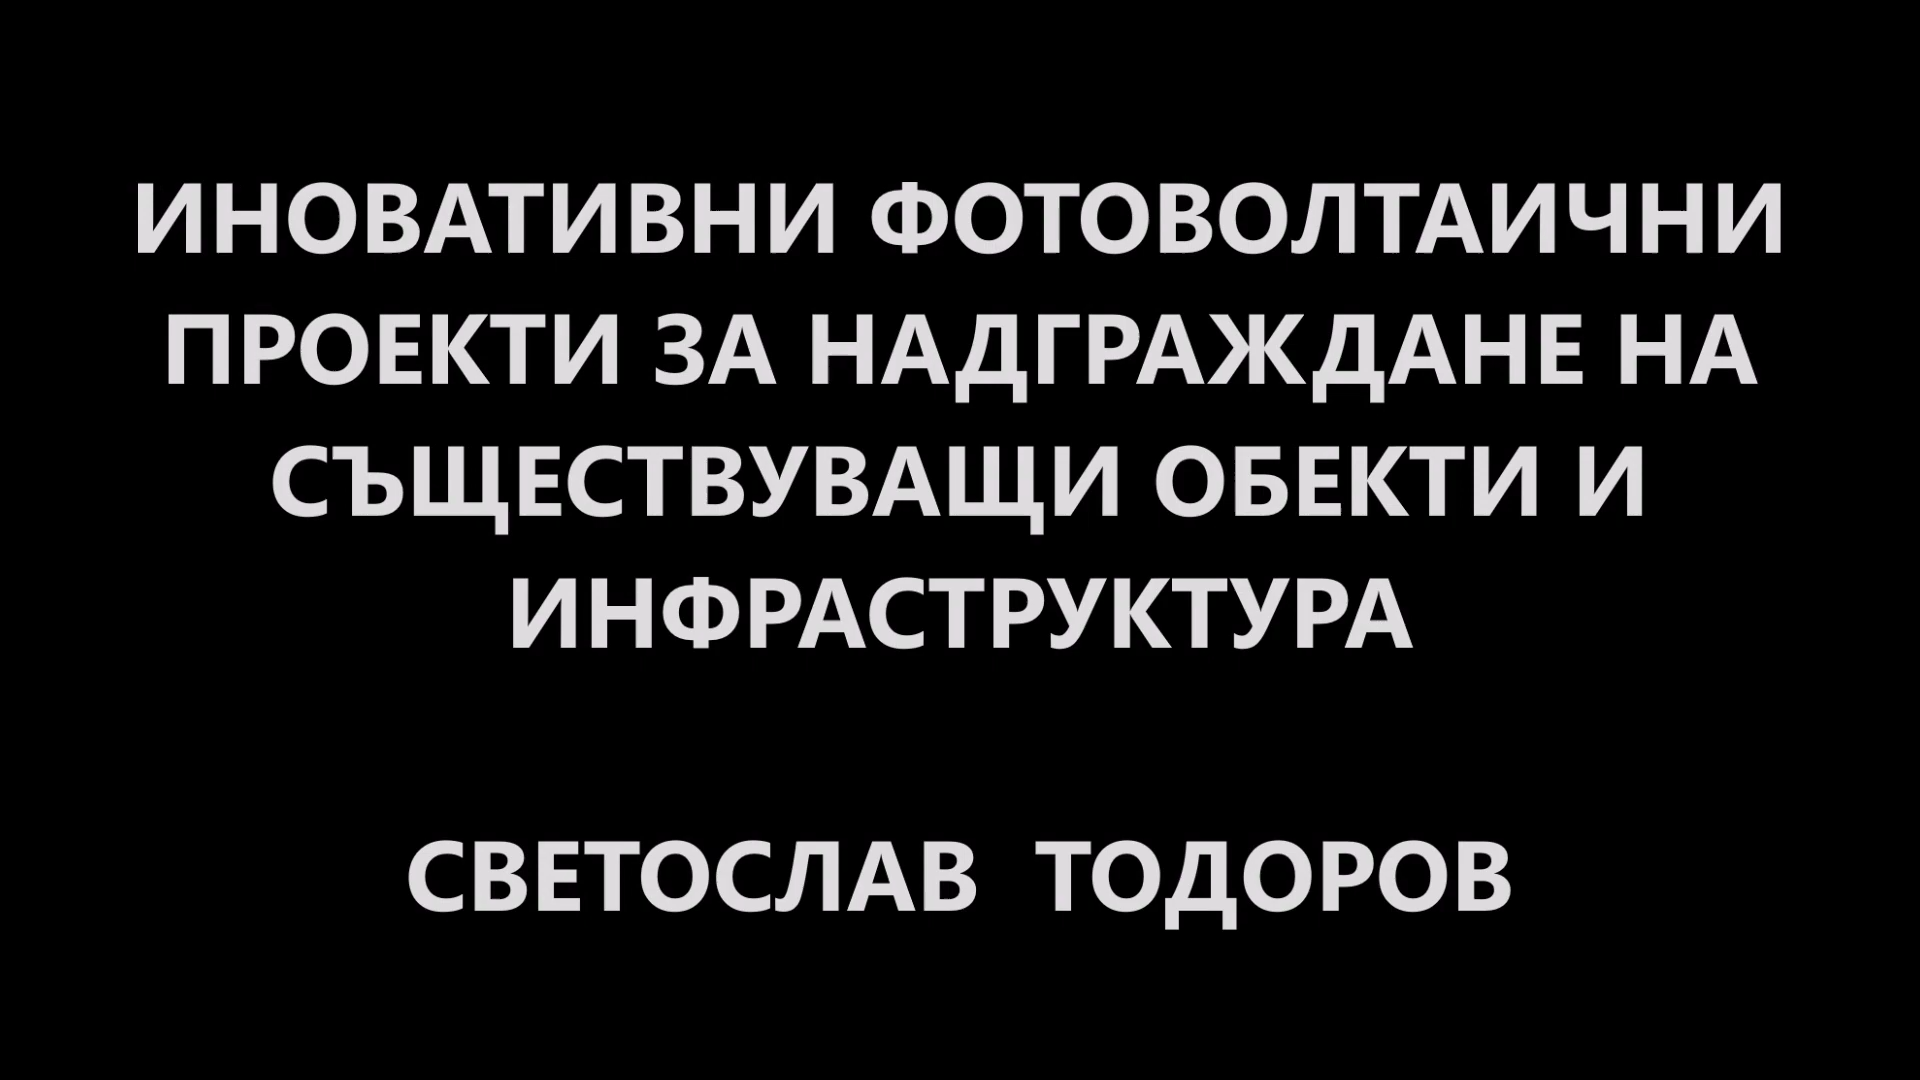 ИНОВАТИВНИ ФОТОВОЛТАИЧНИ
ПРОЕКТИ ЗА НАДГРАЖДАНЕ НА
СЪЩЕСТВУВАЩИ ОБЕКТИ И
ИНФРАСТРУКТУРА
СВЕТОСЛАВ ТОДОРОВ